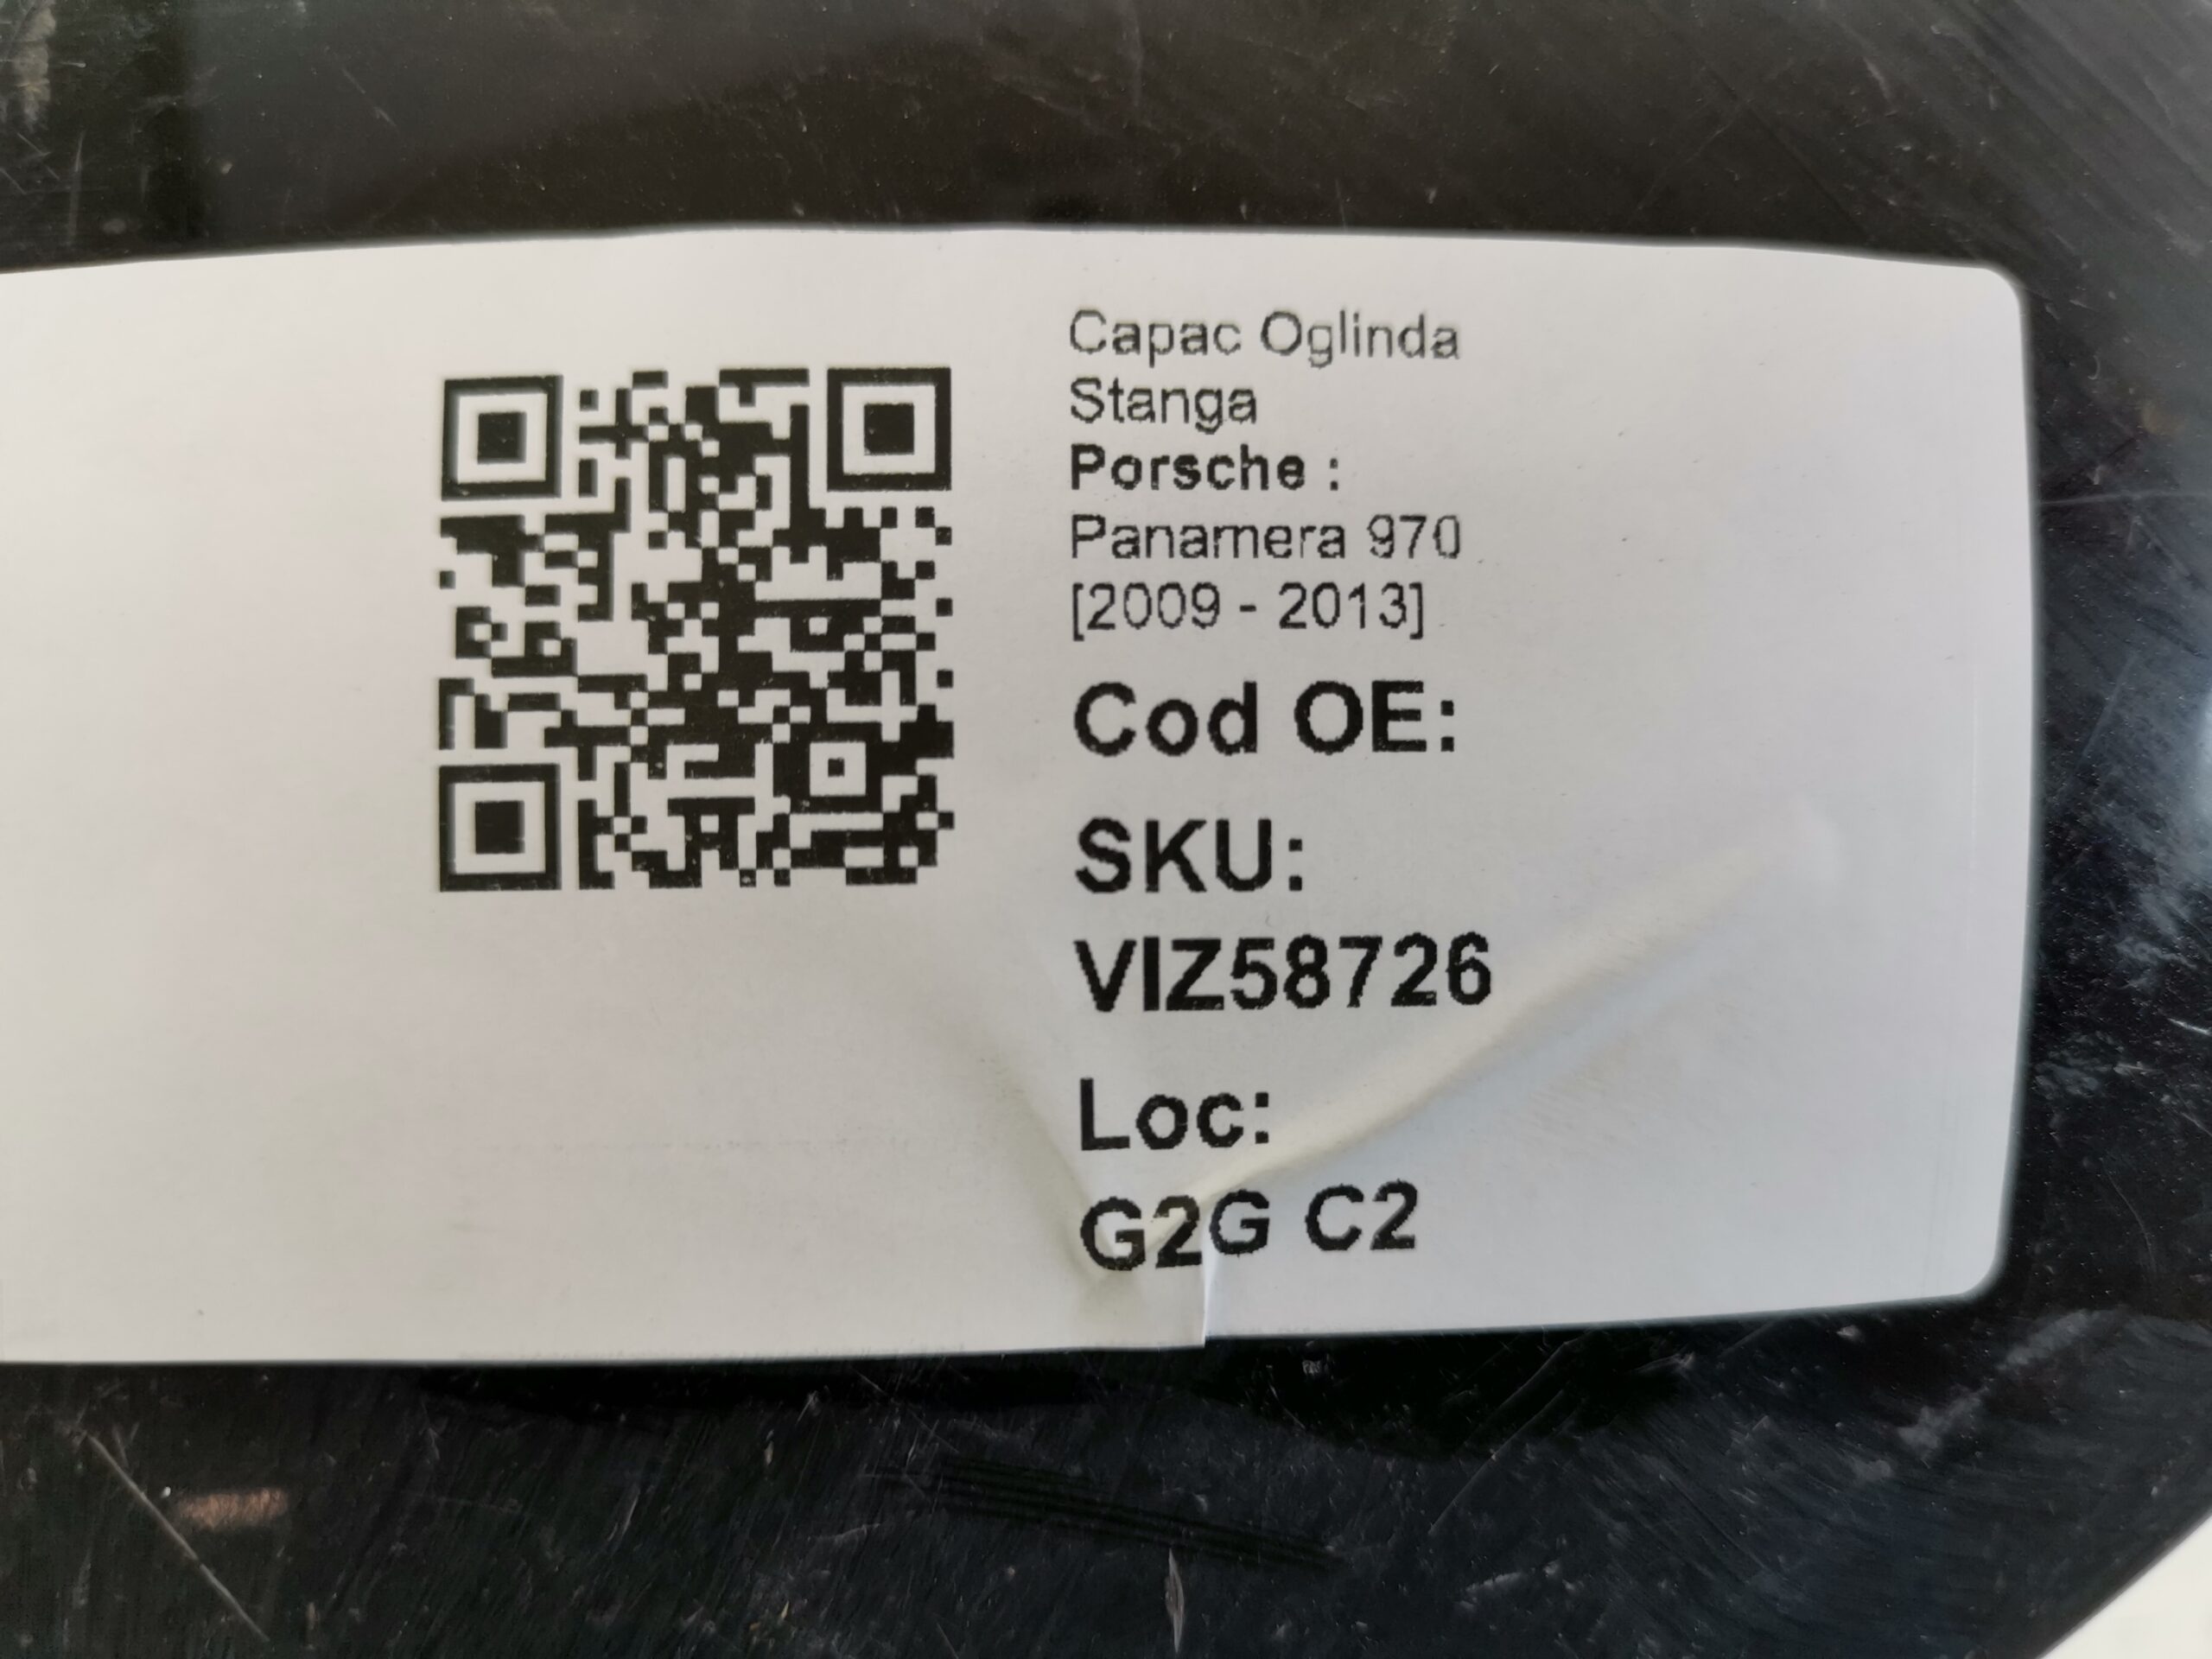 Capac Oglinda
Stanga
Porsche :
Panamera 970
[2009 - 2013]
Cod OE:
SKU:
VIZ58726
Loc:
G2G C2